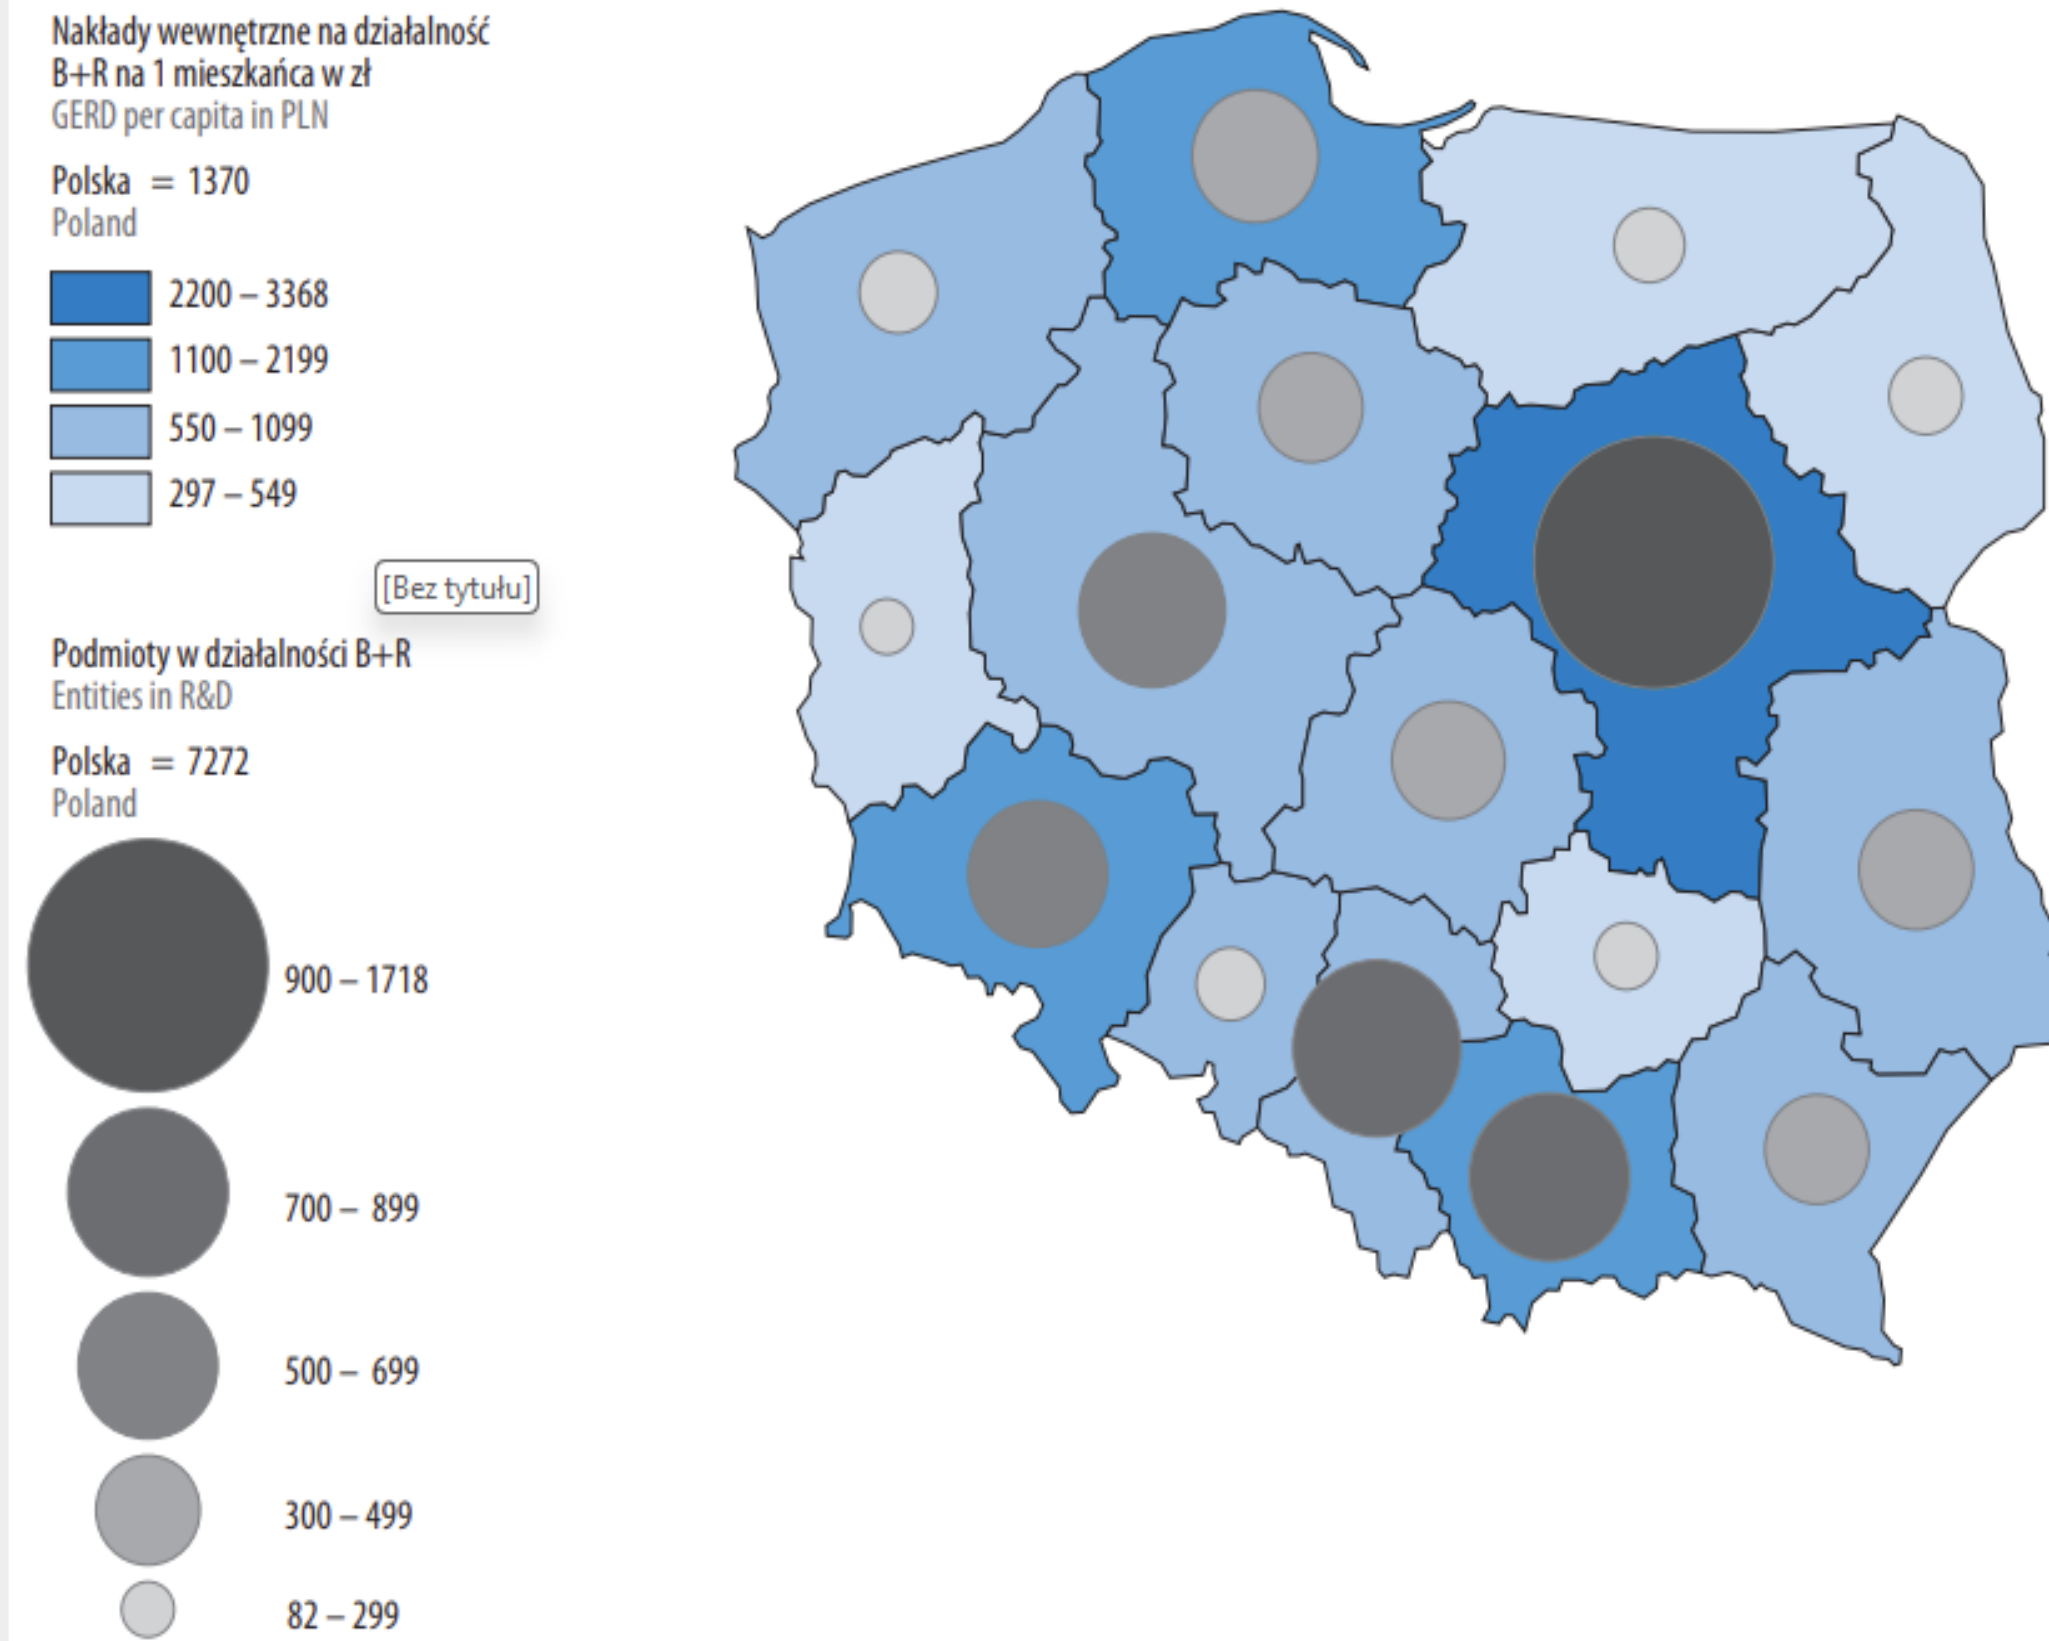 Nakłady wewnętrzne na działalność
B+R na 1 mieszkańca w zł
GERD per capita in PLN
Polska = 1370
Poland
2200 – 3368
1100 – 2199
550 – 1099
297 – 549
[Bez tytułu]
Podmioty w działalności B+R
Entities in R&D
Polska = 7272
Poland
900 – 1718
700 – 899
500 – 699
300 – 499
82 – 299